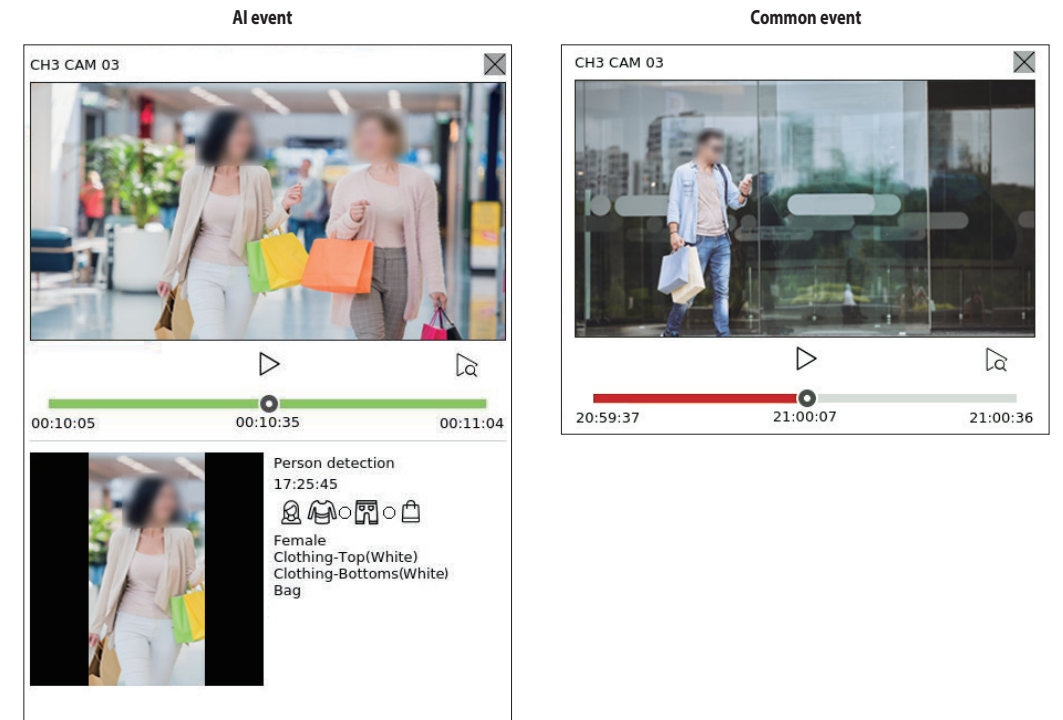 AI event
CH3 CAM 03
00:10:05 00:10:35 00:11:04
Person detection
17:25:45
Female
Clothing-Top(White)
Clothing-Bottoms(White)
Bag
Common event
CH3 CAM 03
20:59:37 21:00:07 21:00:36